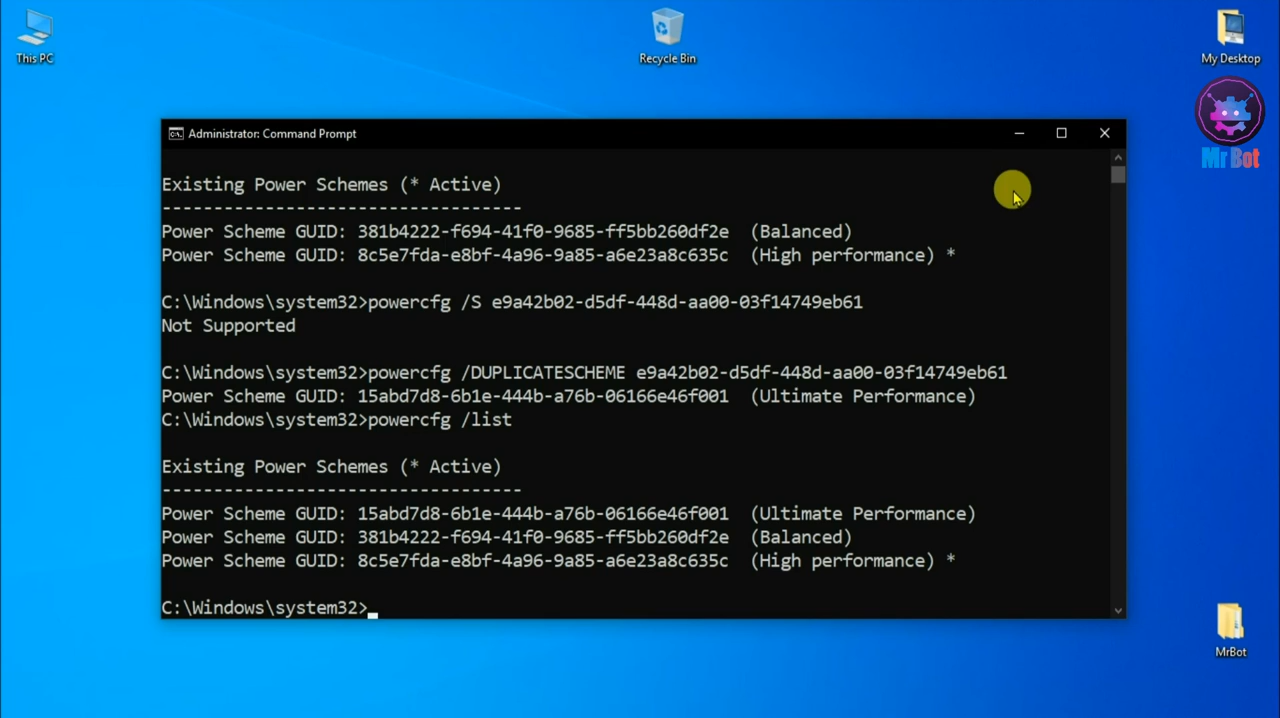 This PC
Recycle Bin
My Desktop
Mr Bot
Administrator: Command Prompt
Existing Power Schemes (* Active)
-----------------------------------
Power Scheme GUID: 381b4222-f694-41f0-9685-ff5bb260df2e  (Balanced)
Power Scheme GUID: 8c5e7fda-e8bf-4a96-9a85-a6e23a8c635c  (High performance) *
C:\Windows\system32>powercfg /S e9a42b02-d5df-448d-aa00-03f14749eb61
Not Supported
C:\Windows\system32>powercfg /DUPLICATESCHEME e9a42b02-d5df-448d-aa00-03f14749eb61
Power Scheme GUID: 15abd7d8-6b1e-444b-a76b-06166e46f001  (Ultimate Performance)
C:\Windows\system32>powercfg /list
Existing Power Schemes (* Active)
-----------------------------------
Power Scheme GUID: 15abd7d8-6b1e-444b-a76b-06166e46f001  (Ultimate Performance)
Power Scheme GUID: 381b4222-f694-41f0-9685-ff5bb260df2e  (Balanced)
Power Scheme GUID: 8c5e7fda-e8bf-4a96-9a85-a6e23a8c635c  (High performance) *
C:\Windows\system32>
MrBot